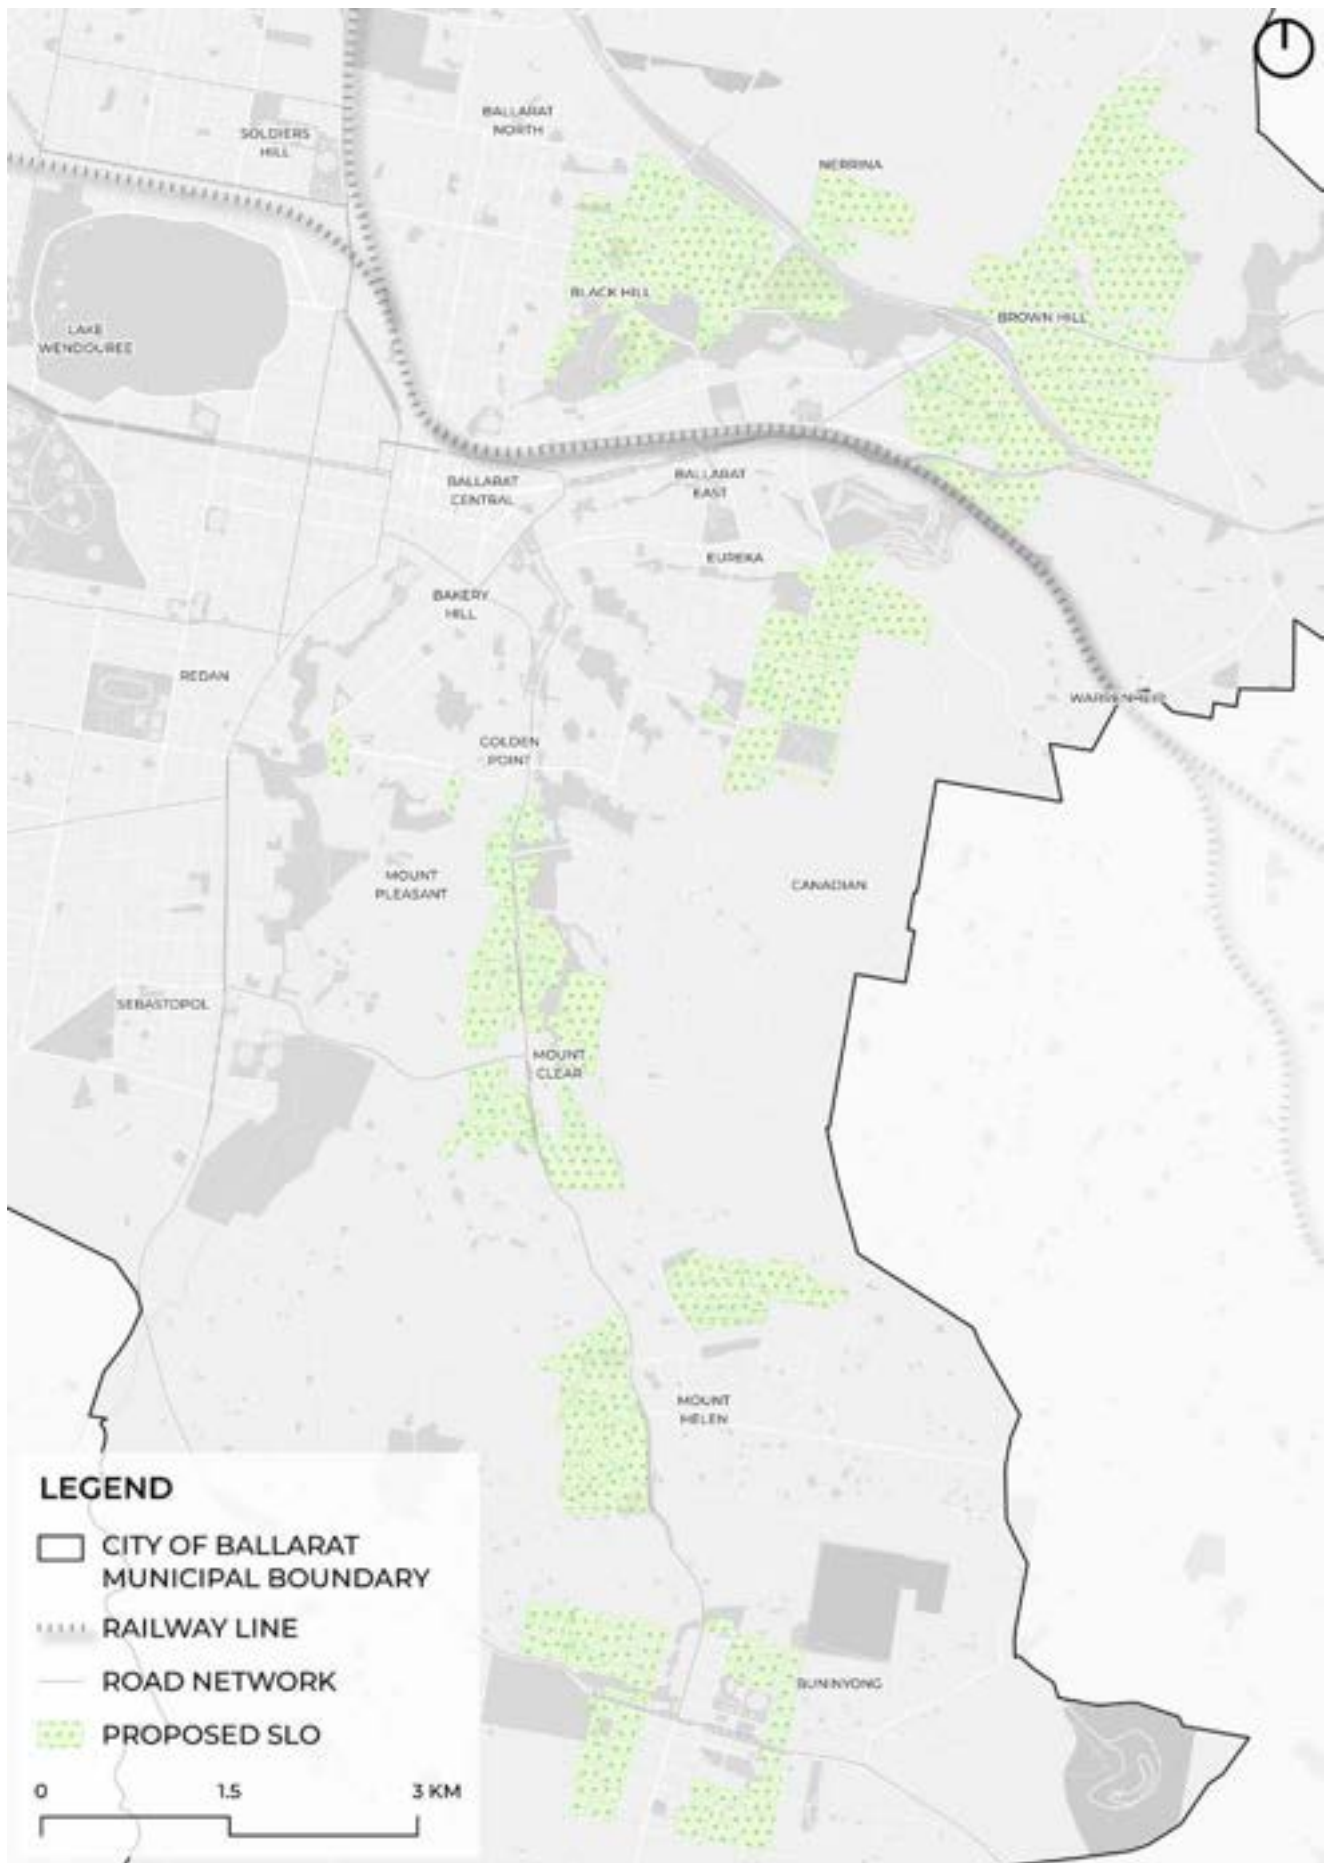 BALLARAT
NORTH
SOLDIERS
HILL
NERRINA
BLACK HILL
BROWN HILL
LAKE
WENDOUREE
BALLARAT
CENTRAL
BALLARAT
EAST
EUREKA
BAKERY
HILL
REDAN
WARRENHEIP
GOLDEN
POINT
MOUNT
PLEASANT
CANADIAN
SEBASTOPOL
MOUNT
CLEAR
MOUNT
HELEN
BUNINYONG
LEGEND
CITY OF BALLARAT
MUNICIPAL BOUNDARY
RAILWAY LINE
ROAD NETWORK
PROPOSED SLO
0 1.5 3 KM